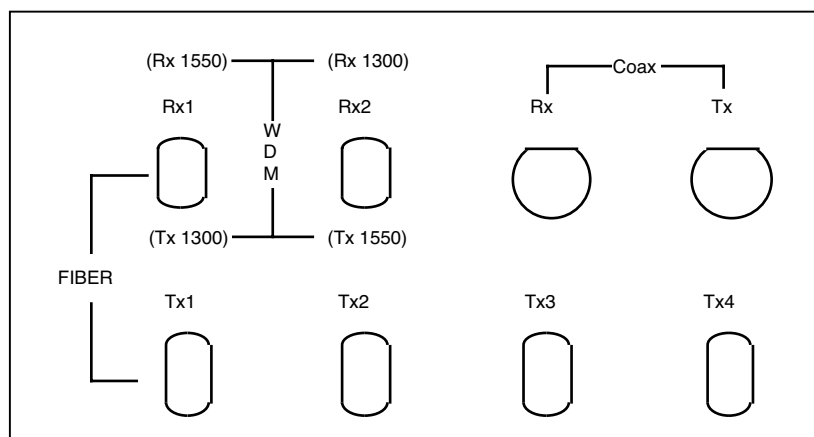 (Rx 1550) (Rx 1300) Coax
Rx1 Rx2 Rx Tx
W
D
M
(Tx 1300) (Tx 1550)
FIBER
Tx1 Tx2 Tx3 Tx4